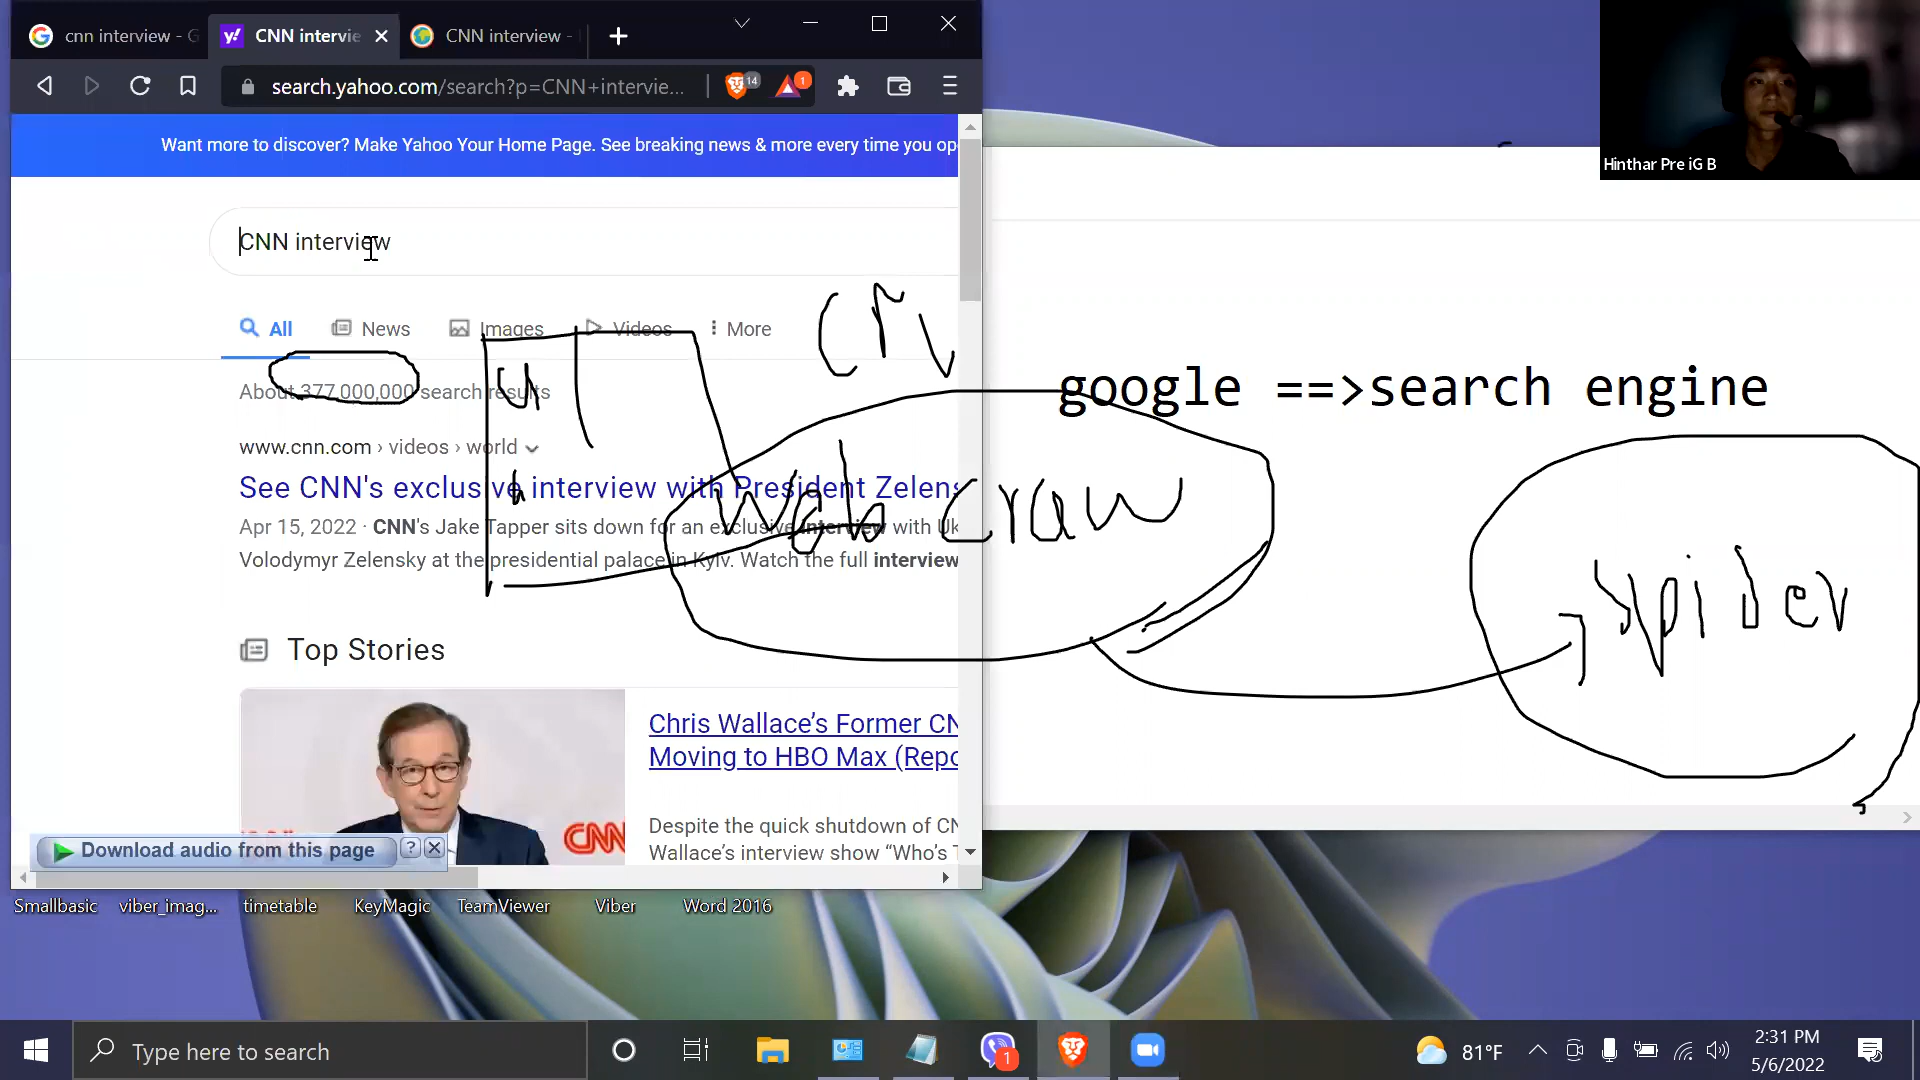 cnn interview - G
CNN intervie
CNN interview -
search.yahoo.com/search?p=CNN+intervie...
14
1
Want more to discover? Make Yahoo Your Home Page. See breaking news & more every time you op
Hinthar Pre iG B
CNN interview
All
News
Images
Videos
More
About 377,000,000 search results
google ==>search engine
www.cnn.com › videos › world
See CNN's exclusive interview with President Zelens
Web Craw
Apr 15, 2022 · CNN's Jake Tapper sits down for an exclusive interview with Uk
Volodymyr Zelensky at the presidential palace in Kyiv. Watch the full interview
spider
Top Stories
Chris Wallace’s Former CN
Moving to HBO Max (Repo
Despite the quick shutdown of CN
Wallace’s interview show “Who’s T
CNN
Download audio from this page
?
Smallbasic
viber_imag...
timetable
KeyMagic
TeamViewer
Viber
Word 2016
Type here to search
1
81°F
2:31 PM
5/6/2022